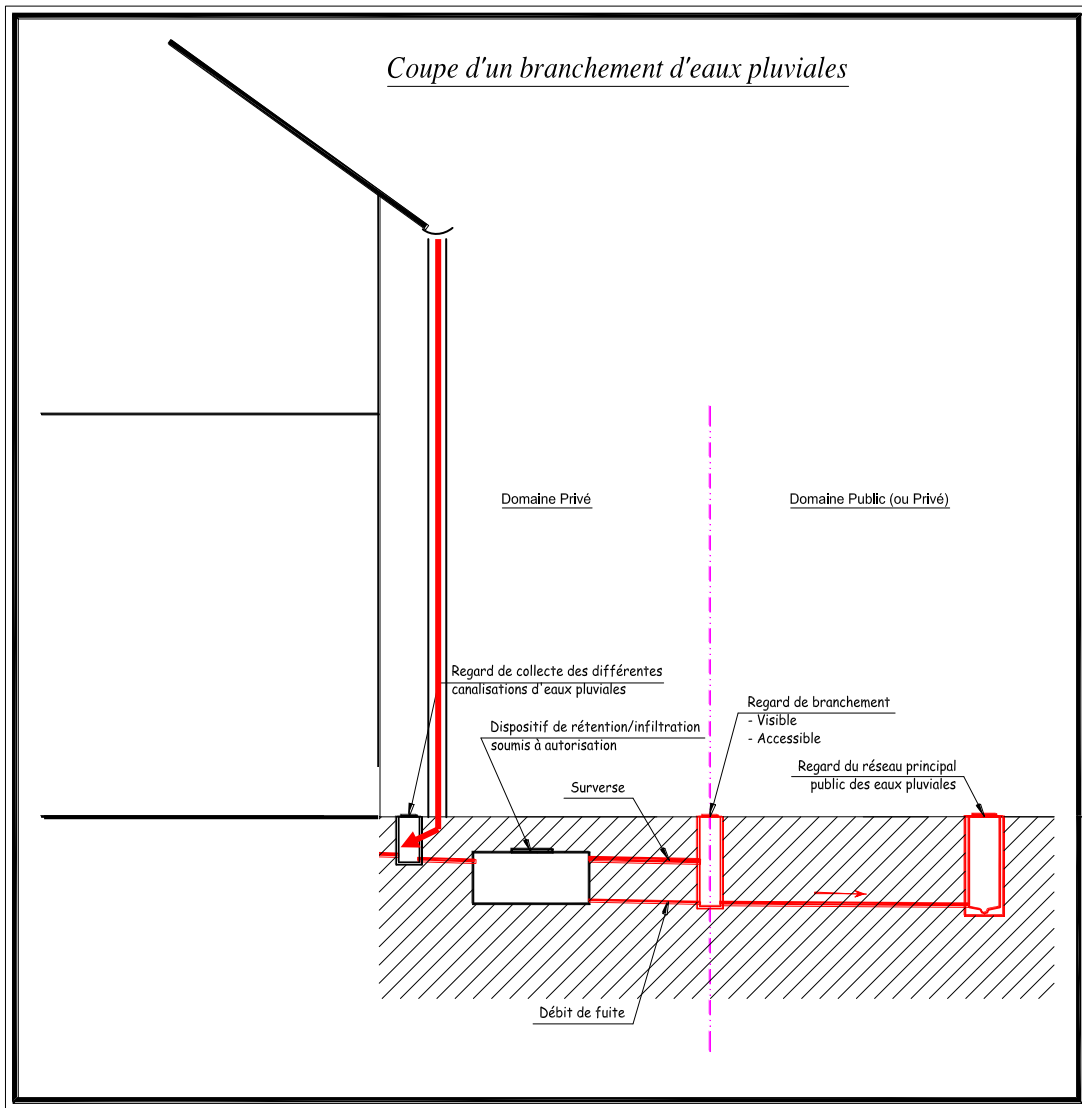 Coupe d'un branchement d'eaux pluviales
Domaine Privé
Domaine Public (ou Privé)
Regard de collecte des différentes
canalisations d'eaux pluviales
Dispositif de rétention/infiltration
soumis à autorisation
Surverse
Regard de branchement
- Visible
- Accessible
Regard du réseau principal
public des eaux pluviales
Débit de fuite